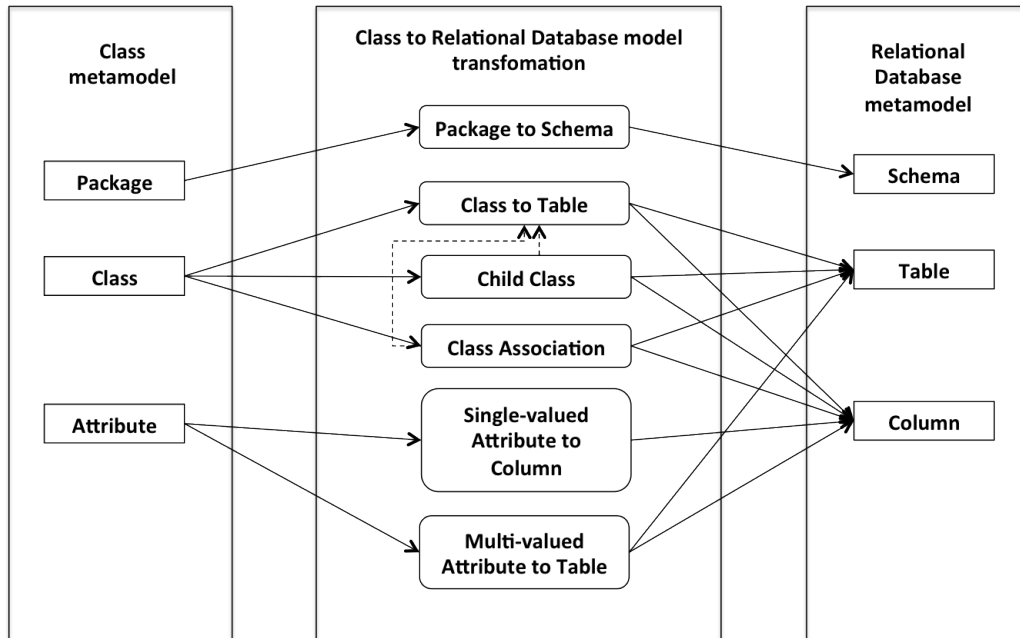 Class
metamodel
Package
Class
Attribute
Class to Relational Database model
transfomation
Package to Schema
Class to Table
Child Class
Class Association
Single-valued
Attribute to
Column
Multi-valued
Attribute to Table
Relational
Database
metamodel
Schema
Table
Column